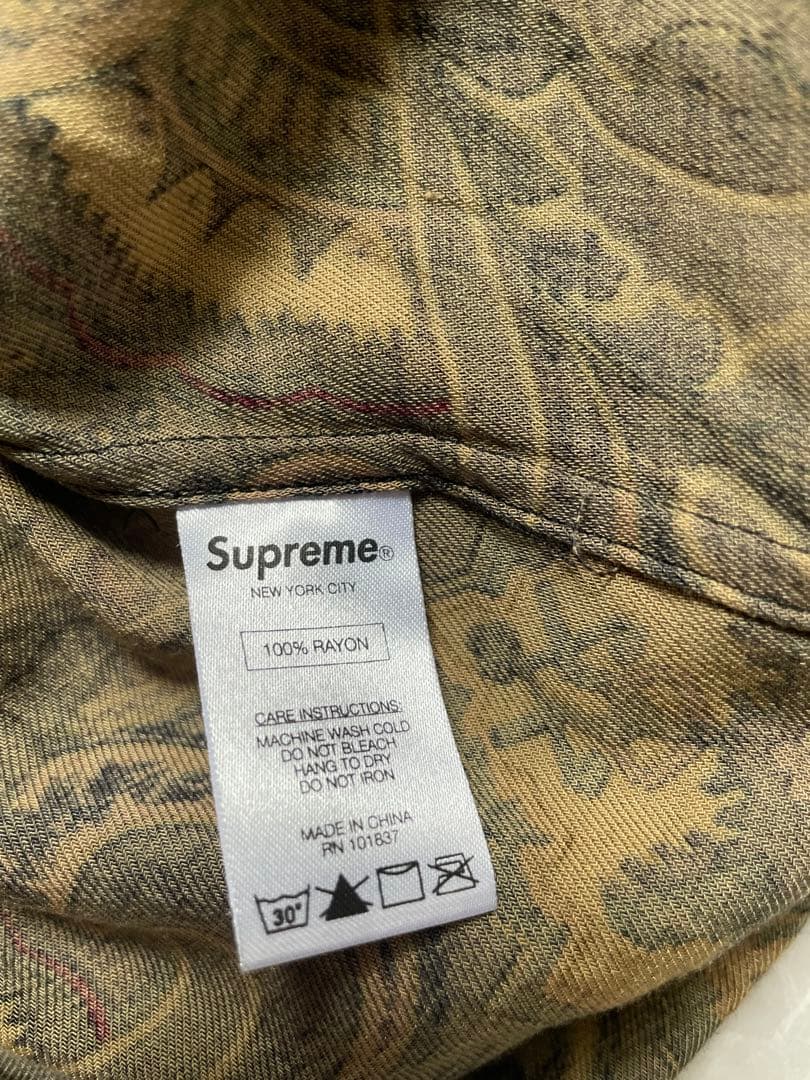 Supreme®
NEW YORK CITY
100% RAYON
CARE INSTRUCTIONS:
MACHINE WASH COLD
DO NOT BLEACH
HANG TO DRY
DO NOT IRON
MADE IN CHINA
RN 101837
30°